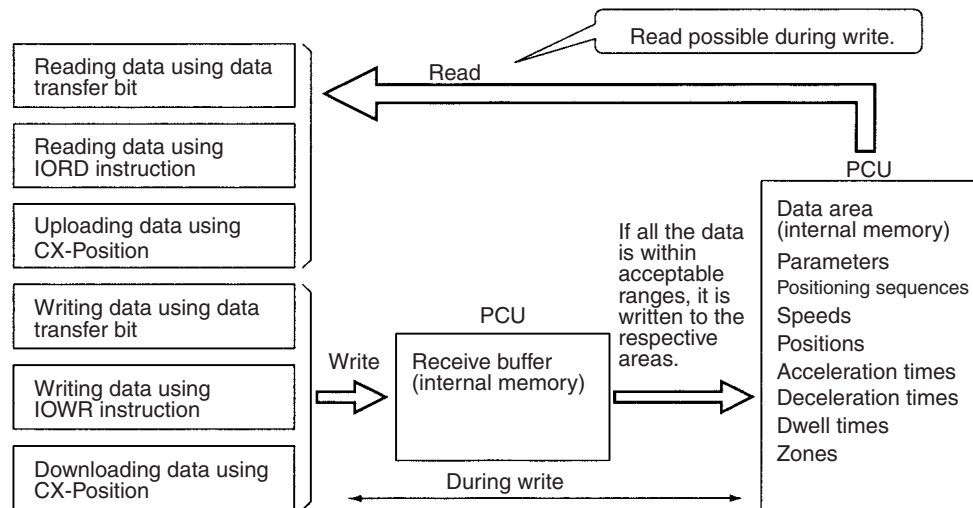 Read possible during write.
Read
Reading data using data
transfer bit
Reading data using
IORD instruction
Uploading data using
CX-Position
Writing data using data
transfer bit
Writing data using
IOWR instruction
Downloading data using
CX-Position
Write
PCU
Receive buffer
(internal memory)
If all the data
is within
acceptable
ranges, it is
written to the
respective
areas.
During write
PCU
Data area
(internal memory)
Parameters
Positioning sequences
Speeds
Positions
Acceleration times
Deceleration times
Dwell times
Zones